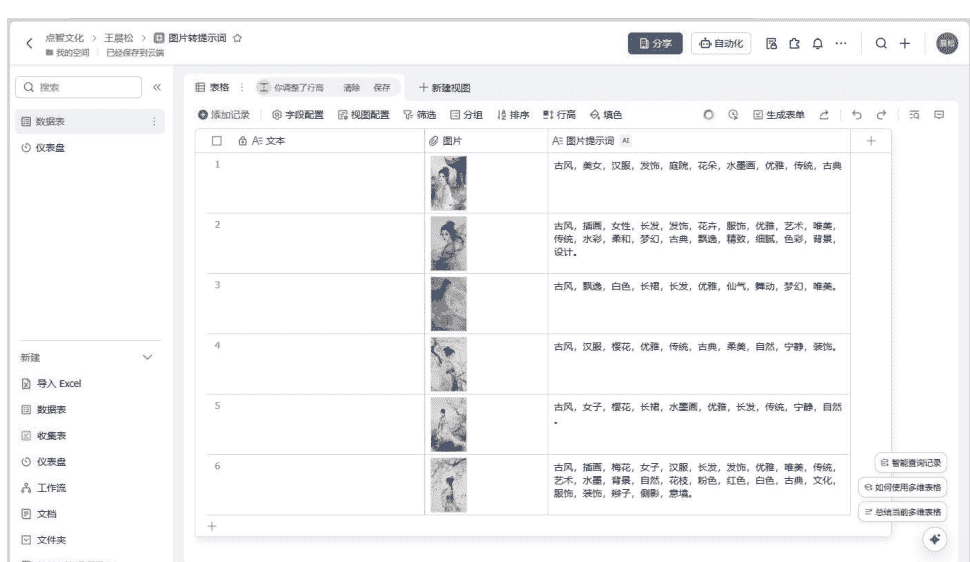 点智文化 > 王晨松 > 图片转提示词
我的空间 | 已经保存到云端
分享
自动化
晨松
搜索
数据表
仪表盘
新建
导入 Excel
数据表
收集表
仪表盘
工作流
文档
文件夹
表格
你调整了行高 清除 保存
新建视图
添加记录 字段配置 视图配置 筛选 分组 排序 行高 填色 生成表单
A 文本 图片 A 图片提示词 AI
1 古风,美女,汉服,发饰,庭院,花朵,水墨画,优雅,传统,古典
2 古风,插画,女性,长发,发饰,花卉,服饰,优雅,艺术,唯美,
传统,水彩,柔和,梦幻,古典,飘逸,精致,细腻,色彩,背景,
设计。
3 古风,飘逸,白色,长裙,长发,优雅,仙气,舞动,梦幻,唯美。
4 古风,汉服,樱花,优雅,传统,古典,柔美,自然,宁静,装饰。
5 古风,女子,樱花,长裙,水墨画,优雅,长发,传统,宁静,自然
。
6 古风,插画,梅花,女子,汉服,长发,发饰,优雅,唯美,传统,
艺术,水墨,背景,自然,花枝,粉色,红色,白色,古典,文化,
服饰,装饰,辫子,侧影,意境。
智能查询记录
如何使用多维表格
总结当前多维表格